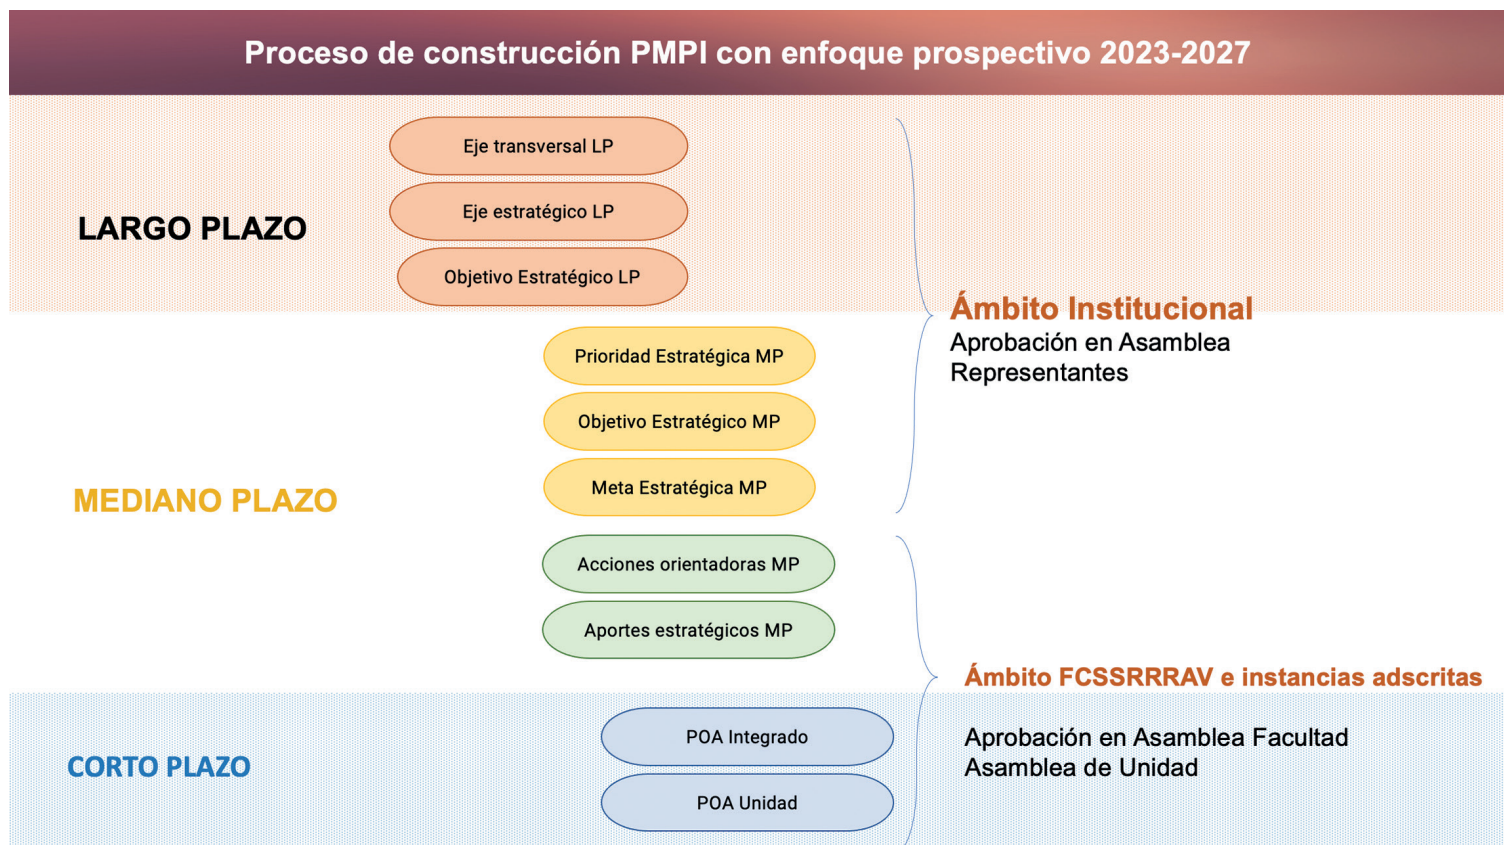 Proceso de construcción PMPI con enfoque prospectivo 2023-2027
LARGO PLAZO
Eje transversal LP
Eje estratégico LP
Objetivo Estratégico LP
MEDIANO PLAZO
Prioridad Estratégica MP
Objetivo Estratégico MP
Meta Estratégica MP
Acciones orientadoras MP
Aportes estratégicos MP
CORTO PLAZO
POA Integrado
POA Unidad
Ámbito Institucional
Aprobación en Asamblea
Representantes
Ámbito FCSSRRRAV e instancias adscritas
Aprobación en Asamblea Facultad
Asamblea de Unidad